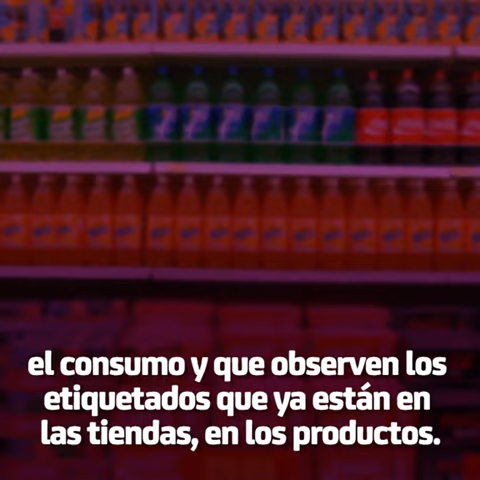 el consumo y que observen los
etiquetados que ya están en
las tiendas, en los productos.